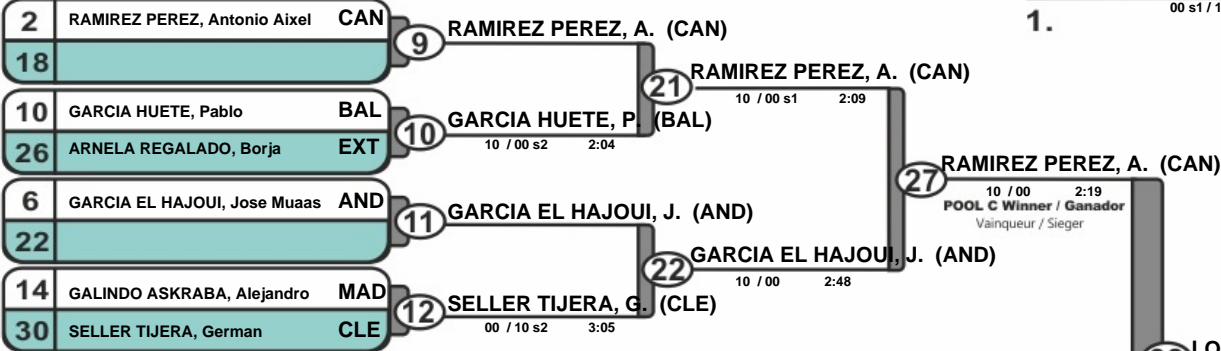 2 RAMIREZ PEREZ, Antonio Aixel CAN
18
9 RAMIREZ PEREZ, A. (CAN)
10 GARCIA HUETE, Pablo BAL
26 ARNELA REGALADO, Borja EXT
10 GARCIA HUETE, P. (BAL)
10 / 00 s2 2:04
21 RAMIREZ PEREZ, A. (CAN)
10 / 00 s1 2:09
6 GARCIA EL HAJOUI, Jose Muaas AND
22
11 GARCIA EL HAJOUI, J. (AND)
14 GALINDO ASKRABA, Alejandro MAD
30 SELLER TIJERA, German CLE
12 SELLER TIJERA, G. (CLE)
00 / 10 s2 3:05
22 GARCIA EL HAJOUI, J. (AND)
10 / 00 2:48
27 RAMIREZ PEREZ, A. (CAN)
10 / 00 2:19
POOL C Winner / Ganador
Vainqueur / Sieger
00 s1 / 1
1.
LO